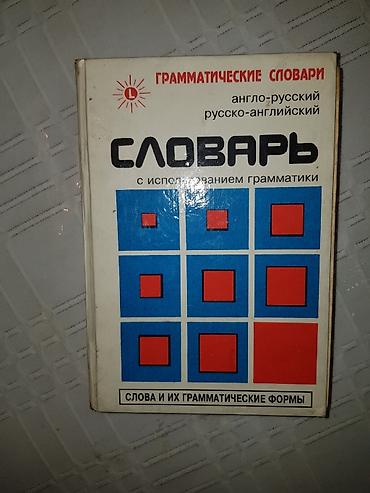 L
ГРАММАТИЧЕСКИЕ СЛОВАРИ
англо-русский
русско-английский
СЛОВАРЬ
с использованием грамматики
СЛОВА И ИХ ГРАММАТИЧЕСКИЕ ФОРМЫ